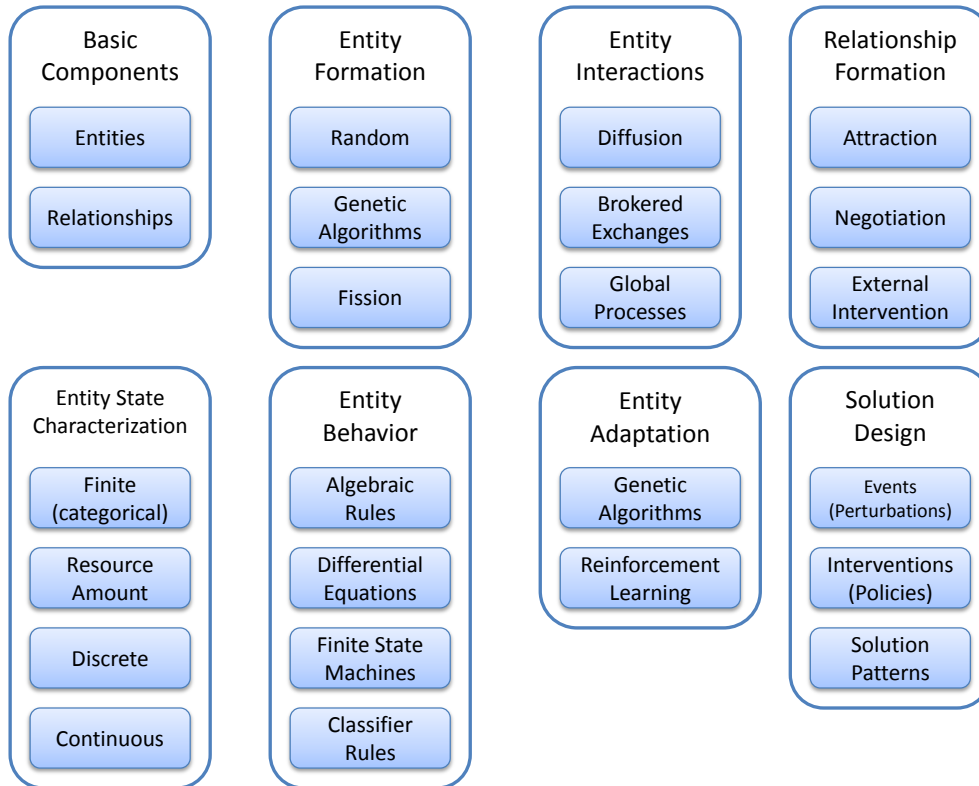 Basic
Components
Entities
Relationships
Entity
Formation
Random
Genetic
Algorithms
Fission
Entity
Interactions
Diffusion
Brokered
Exchanges
Global
Processes
Relationship
Formation
Attraction
Negotiation
External
Intervention
Entity State
Characterization
Finite
(categorical)
Resource
Amount
Discrete
Continuous
Entity
Behavior
Algebraic
Rules
Differential
Equations
Finite State
Machines
Classifier
Rules
Entity
Adaptation
Genetic
Algorithms
Reinforcement
Learning
Solution
Design
Events
(Perturbations)
Interventions
(Policies)
Solution
Patterns